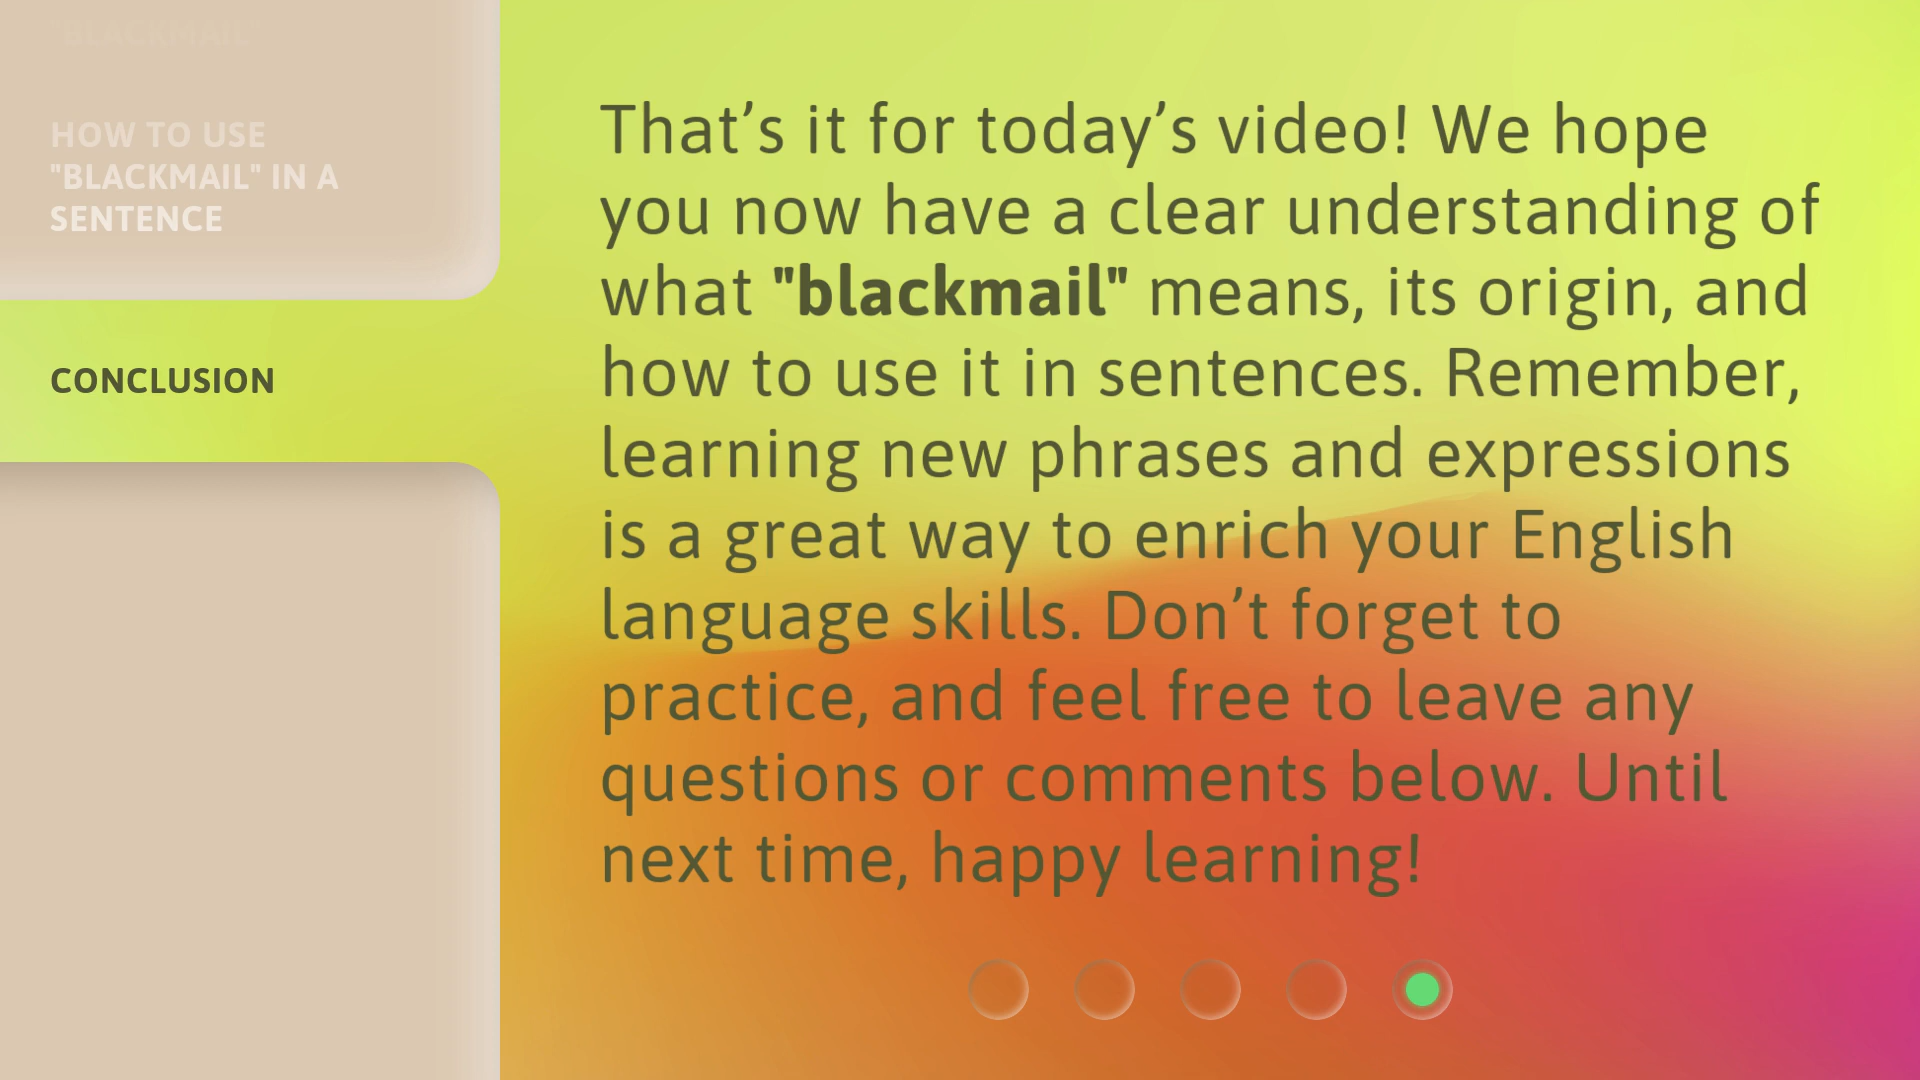 "BLACKMAIL"
HOW TO USE
"BLACKMAIL" IN A
SENTENCE
CONCLUSION
That’s it for today’s video! We hope
you now have a clear understanding of
what "blackmail" means, its origin, and
how to use it in sentences. Remember,
learning new phrases and expressions
is a great way to enrich your English
language skills. Don’t forget to
practice, and feel free to leave any
questions or comments below. Until
next time, happy learning!